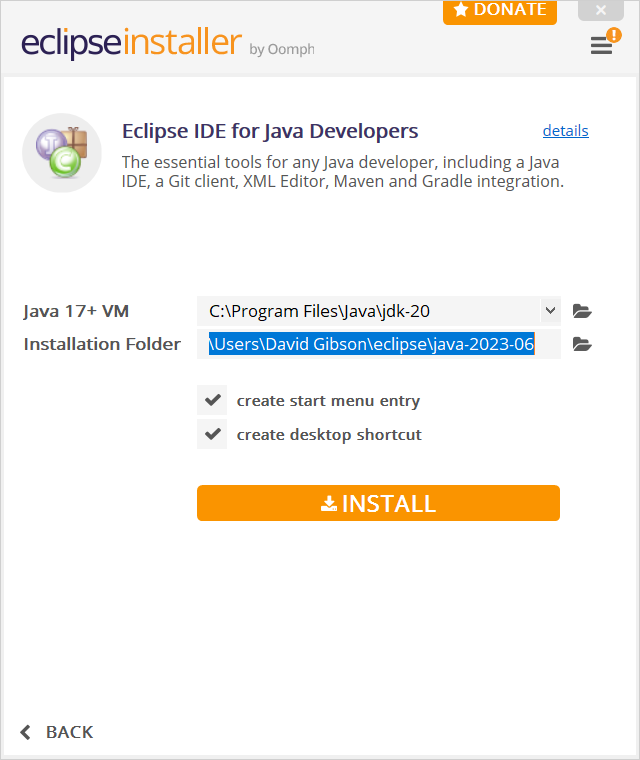 DONATE
eclipseinstaller by Oomph
Eclipse IDE for Java Developers details
The essential tools for any Java developer, including a Java
IDE, a Git client, XML Editor, Maven and Gradle integration.
Java 17+ VM C:\Program Files\Java\jdk-20
Installation Folder \Users\David Gibson\eclipse\java-2023-06
create start menu entry
create desktop shortcut
INSTALL
BACK